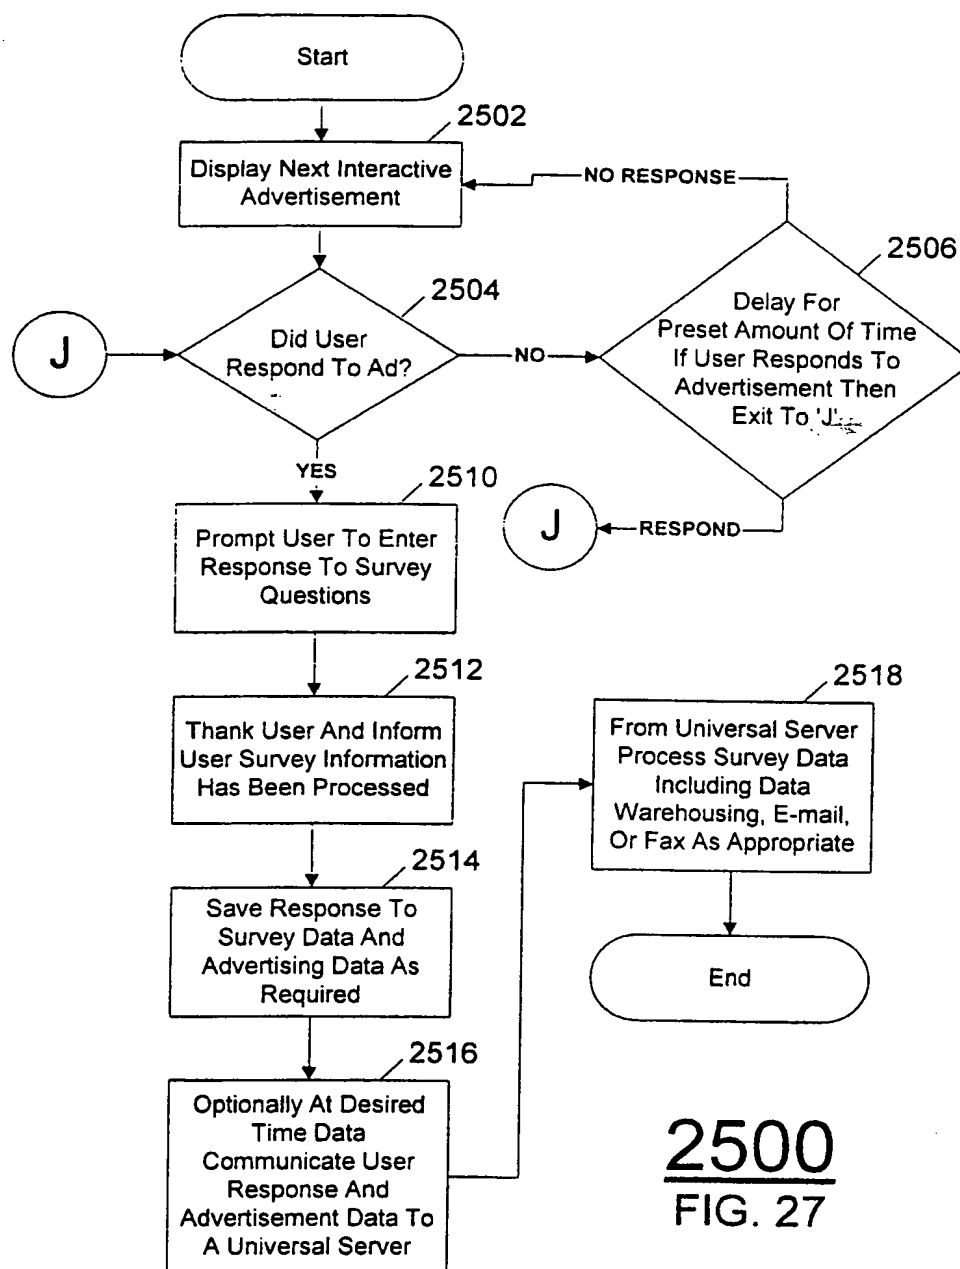 Start
2502
Display Next Interactive
Advertisement
NO RESPONSE
2506
2504
Delay For
Preset Amount Of Time
If User Responds To
Advertisement Then
Exit To 'J'
Did User
Respond To Ad?
J
NO
YES
2510
J
RESPOND
Prompt User To Enter
Response To Survey
Questions
2512
Thank User And Inform
User Survey Information
Has Been Processed
2518
From Universal Server
Process Survey Data
Including Data
Warehousing, E-mail,
Or Fax As Appropriate
2514
Save Response To
Survey Data And
Advertising Data As
Required
End
2516
Optionally At Desired
Time Data
Communicate User
Response And
Advertisement Data To
A Universal Server
2500
FIG. 27